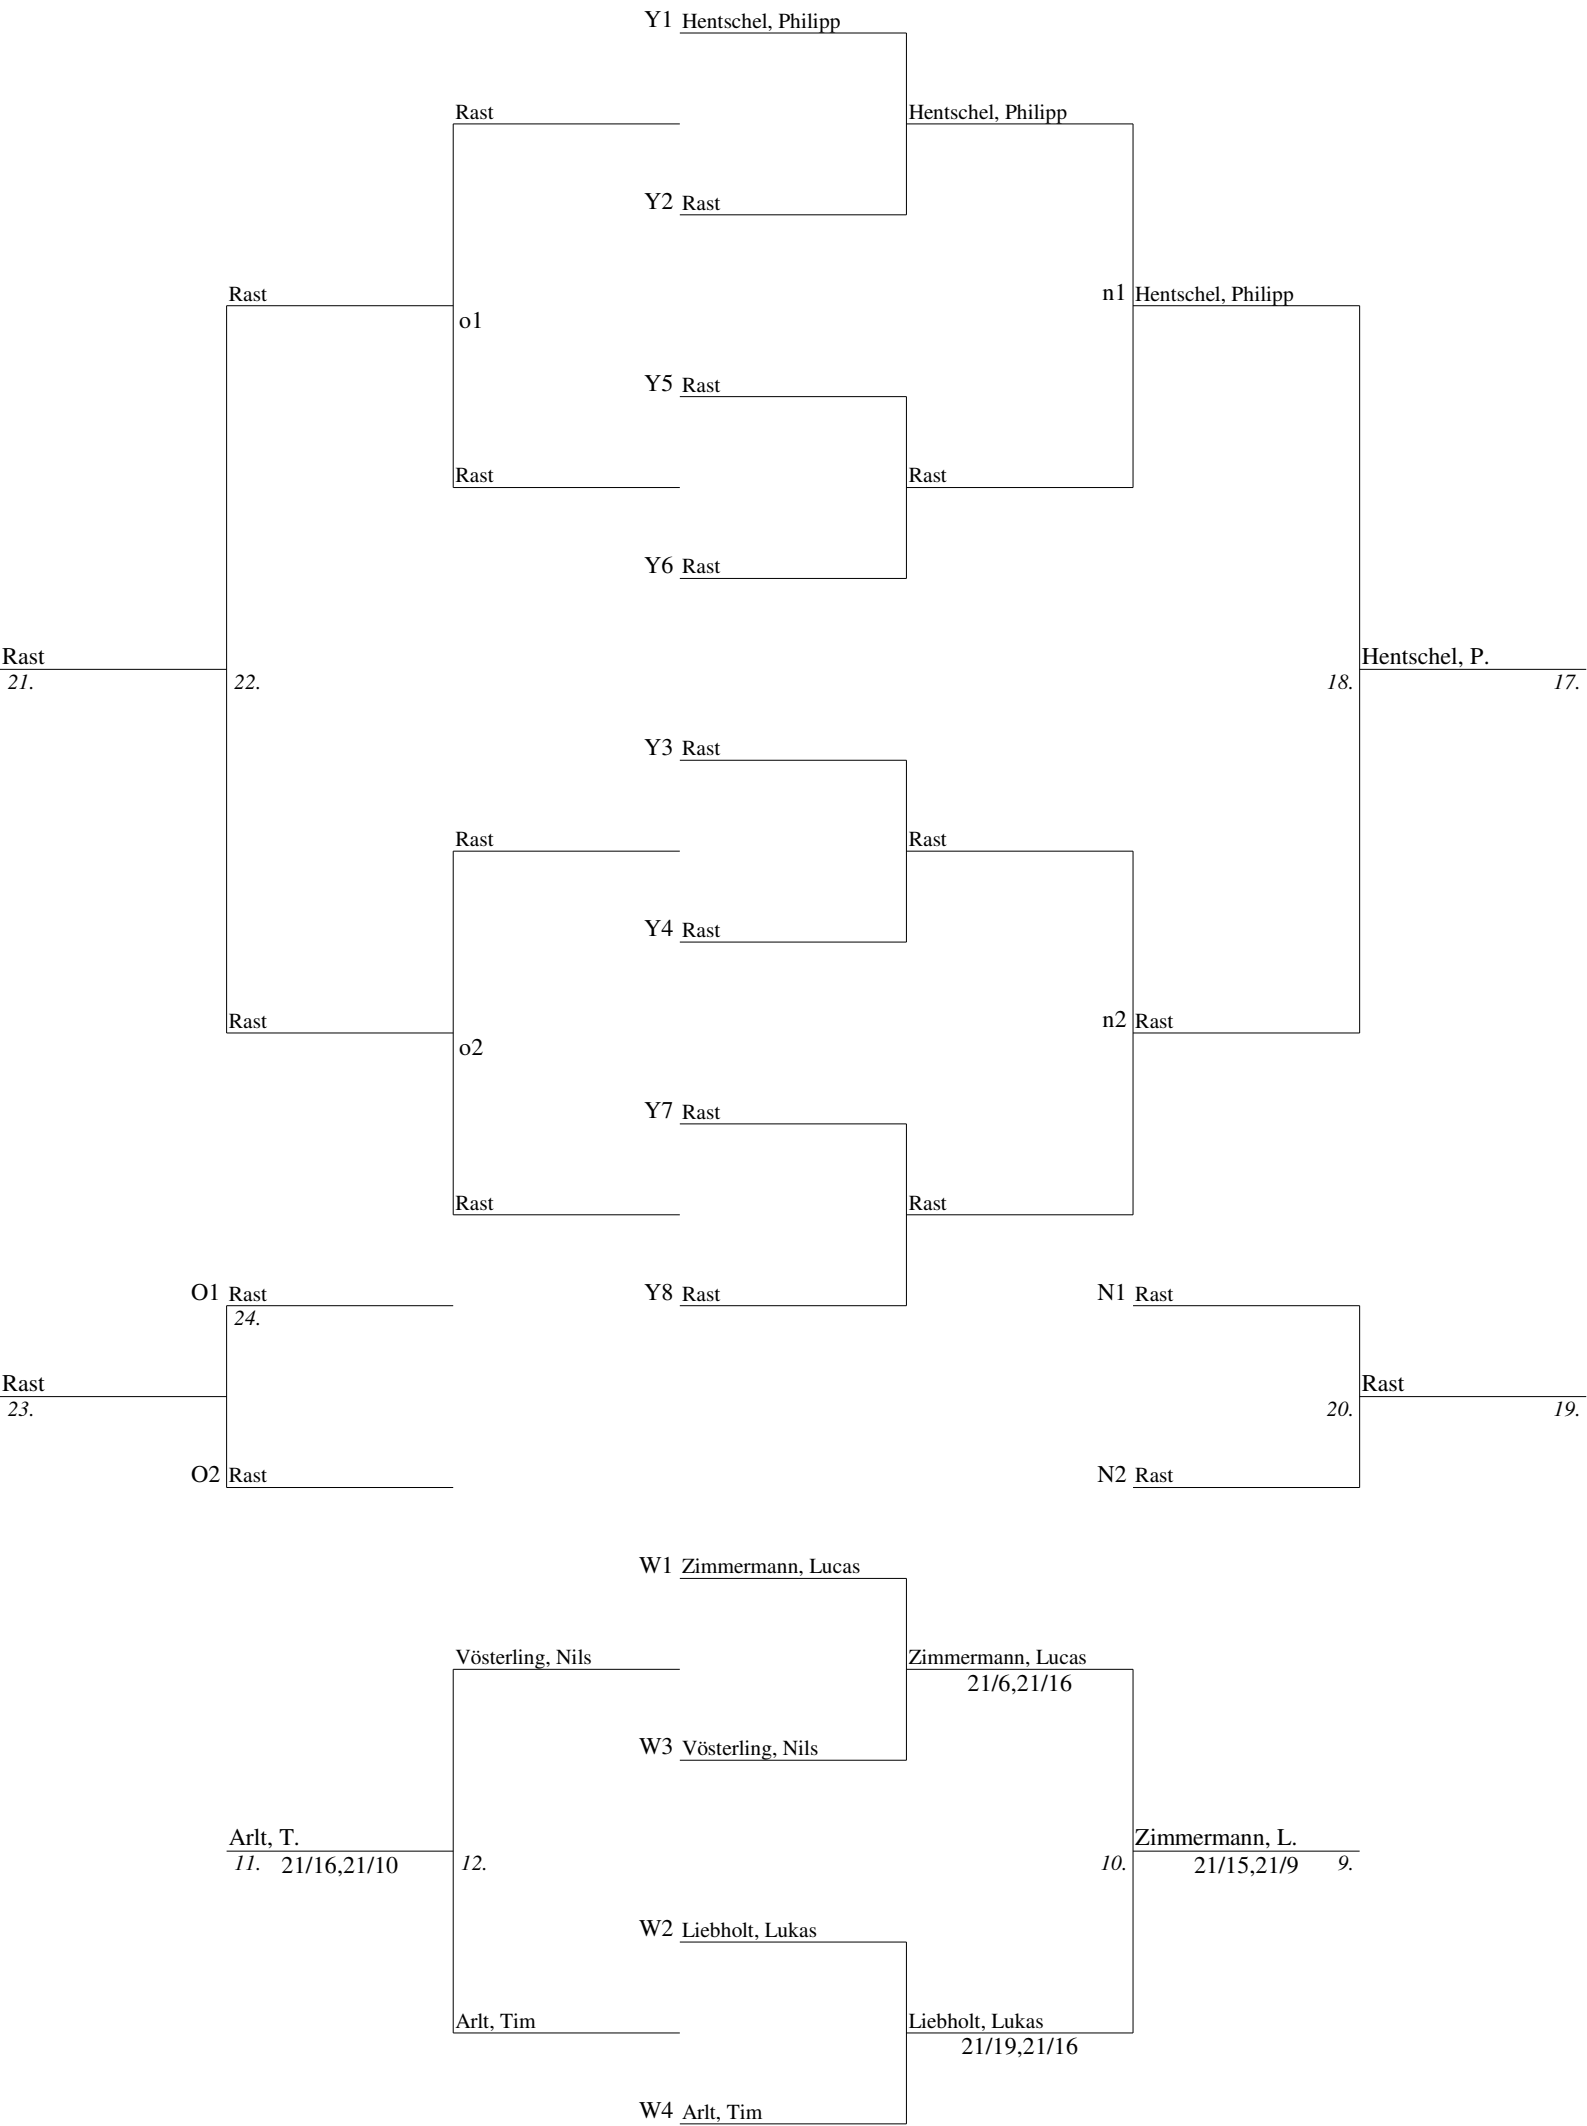 Y1 Hentschel, Philipp
Rast
Hentschel, Philipp
Y2 Rast
Rast
n1 Hentschel, Philipp
o1
Y5 Rast
Rast
Rast
Y6 Rast
Rast
Hentschel, P.
21.
22.
18.
17.
Y3 Rast
Rast
Rast
Y4 Rast
Rast
n2 Rast
o2
Y7 Rast
Rast
Rast
O1 Rast
Y8 Rast
N1 Rast
24.
Rast
Rast
23.
20.
19.
O2 Rast
N2 Rast
W1 Zimmermann, Lucas
Vösterling, Nils
Zimmermann, Lucas
21/6,21/16
W3 Vösterling, Nils
Arlt, T.
Zimmermann, L.
11. 21/16,21/10
12.
10.
21/15,21/9 9.
W2 Liebholt, Lukas
Arlt, Tim
Liebholt, Lukas
21/19,21/16
W4 Arlt, Tim